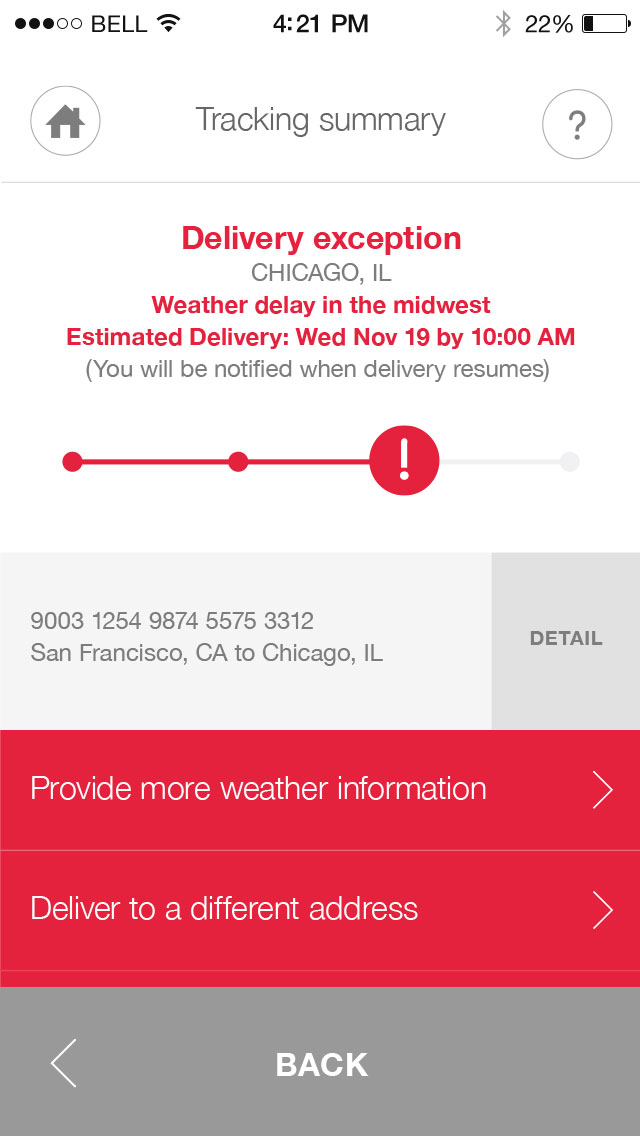 BELL 4:21 PM 22%
Tracking summary ?
Delivery exception
CHICAGO, IL
Weather delay in the midwest
Estimated Delivery: Wed Nov 19 by 10:00 AM
(You will be notified when delivery resumes)
!
9003 1254 9874 5575 3312
San Francisco, CA to Chicago, IL
DETAIL
Provide more weather information
Deliver to a different address
BACK